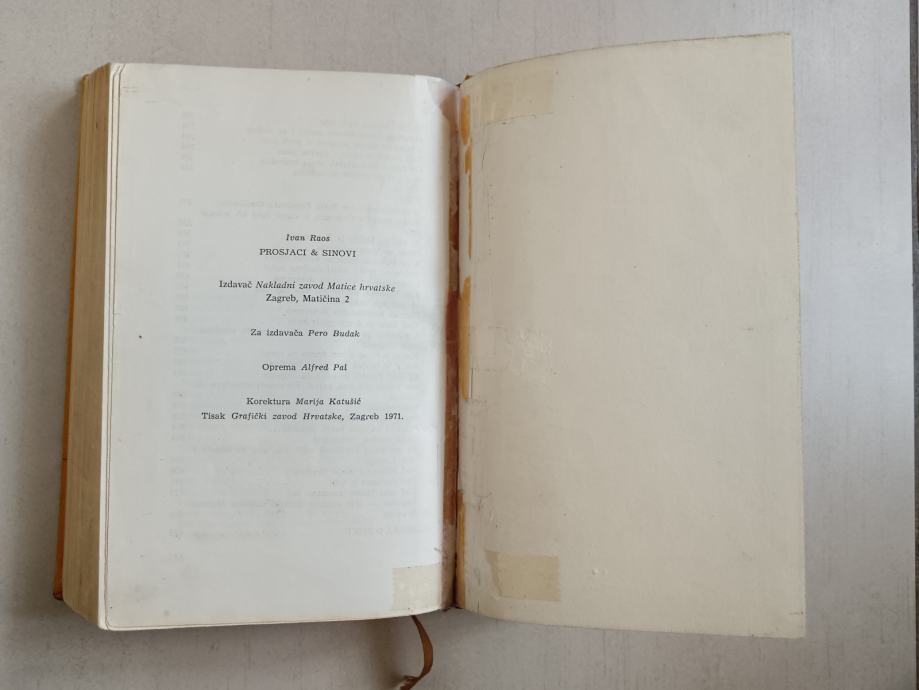 Ivan Raos
PROSJACI & SINOVI
Izdavač Nakladni zavod Matice hrvatske
Zagreb, Matičina 2
Za izdavača Pero Budak
Oprema Alfred Pal
Korektura Marija Katušić
Tisak Grafički zavod Hrvatske, Zagreb 1971.